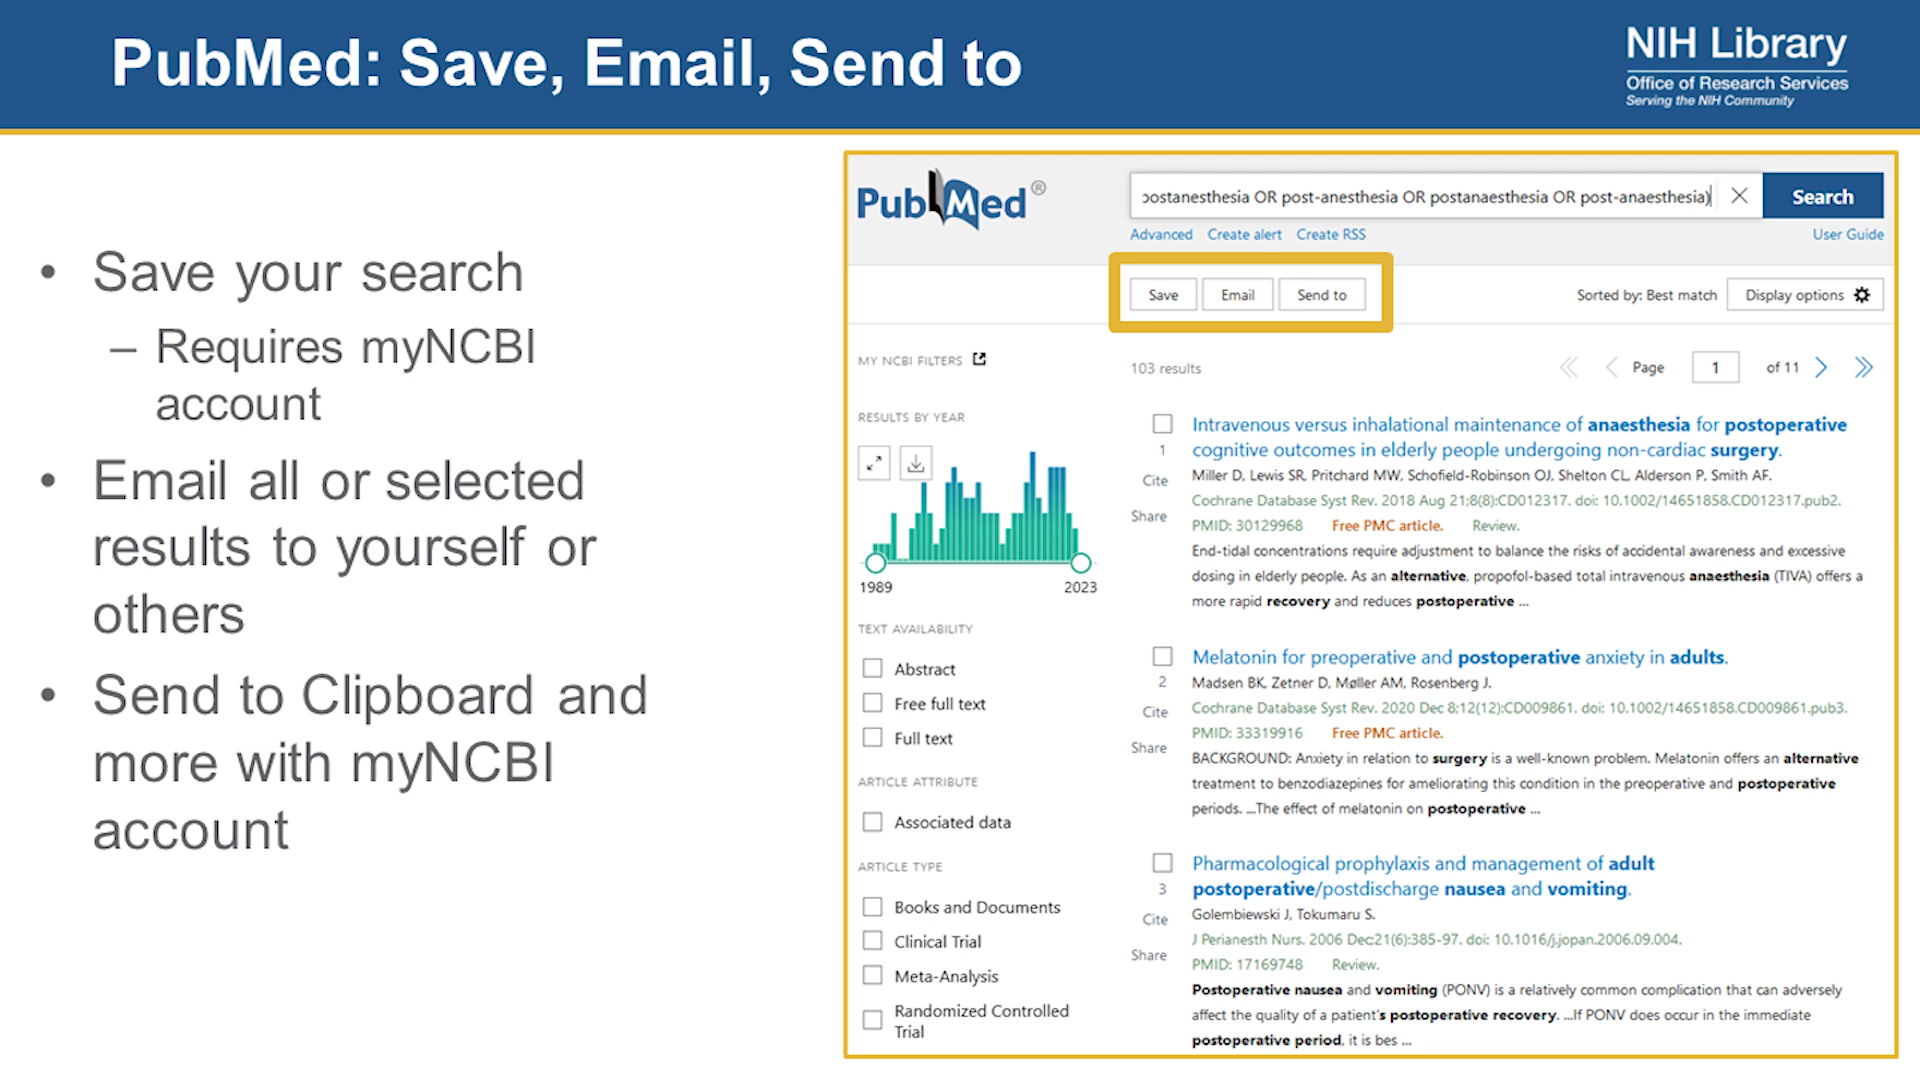 PubMed: Save, Email, Send to
NIH Library
Office of Research Services
Serving the NIH Community
• Save your search
– Requires myNCBI
account
• Email all or selected
results to yourself or
others
• Send to Clipboard and
more with myNCBI
account
PubMed®
postanesthesia OR post-anesthesia OR postanaesthesia OR post-anaesthesia)
Search
Advanced Create alert Create RSS
User Guide
Save Email Send to
Sorted by: Best match Display options
MY NCBI FILTERS
103 results
Page 1 of 11
RESULTS BY YEAR
1989 2023
TEXT AVAILABILITY
Abstract
Free full text
Full text
ARTICLE ATTRIBUTE
Associated data
ARTICLE TYPE
Books and Documents
Clinical Trial
Meta-Analysis
Randomized Controlled
Trial
1
Cite
Share
Intravenous versus inhalational maintenance of anaesthesia for postoperative
cognitive outcomes in elderly people undergoing non-cardiac surgery.
Miller D, Lewis SR, Pritchard MW, Schofield-Robinson OJ, Shelton CL, Alderson P, Smith AF.
Cochrane Database Syst Rev. 2018 Aug 21;8(8):CD012317. doi: 10.1002/14651858.CD012317.pub2.
PMID: 30129968 Free PMC article. Review.
End-tidal concentrations require adjustment to balance the risks of accidental awareness and excessive
dosing in elderly people. As an alternative, propofol-based total intravenous anaesthesia (TIVA) offers a
more rapid recovery and reduces postoperative ...
2
Cite
Share
Melatonin for preoperative and postoperative anxiety in adults.
Madsen BK, Zetner D, Møller AM, Rosenberg J.
Cochrane Database Syst Rev. 2020 Dec 8;12(12):CD009861. doi: 10.1002/14651858.CD009861.pub3.
PMID: 33319916 Free PMC article.
BACKGROUND: Anxiety in relation to surgery is a well-known problem. Melatonin offers an alternative
treatment to benzodiazepines for ameliorating this condition in the preoperative and postoperative
periods. ...The effect of melatonin on postoperative ...
3
Cite
Share
Pharmacological prophylaxis and management of adult
postoperative/postdischarge nausea and vomiting.
Golembiewski J, Tokumaru S.
J Perianesth Nurs. 2006 Dec;21(6):385-97. doi: 10.1016/j.jopan.2006.09.004.
PMID: 17169748 Review.
Postoperative nausea and vomiting (PONV) is a relatively common complication that can adversely
affect the quality of a patient's postoperative recovery. ...If PONV does occur in the immediate
postoperative period, it is bes ...